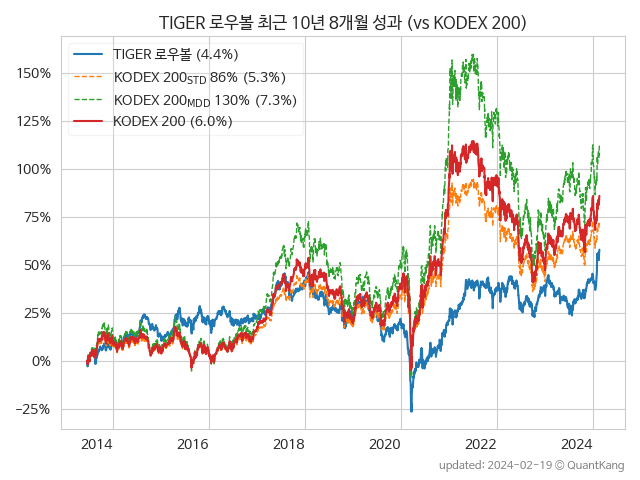 TIGER 로우볼 최근 10년 8개월 성과 (vs KODEX 200)
TIGER 로우볼 (4.4%)
KODEX 200STD 86% (5.3%)
KODEX 200MDD 130% (7.3%)
KODEX 200 (6.0%)
150%
125%
100%
75%
50%
25%
0%
−25%
2014 2016 2018 2020 2022 2024
updated: 2024-02-19 ⓒ QuantKang